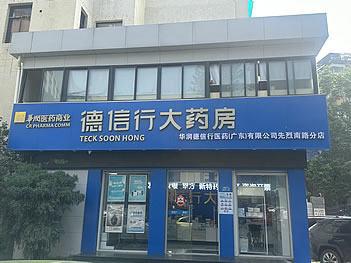 华润医药商业
CR PHARMA COMM
德信行大药房
TECK SOON HONG
华润德信行医药(广东)有限公司先烈南路分店